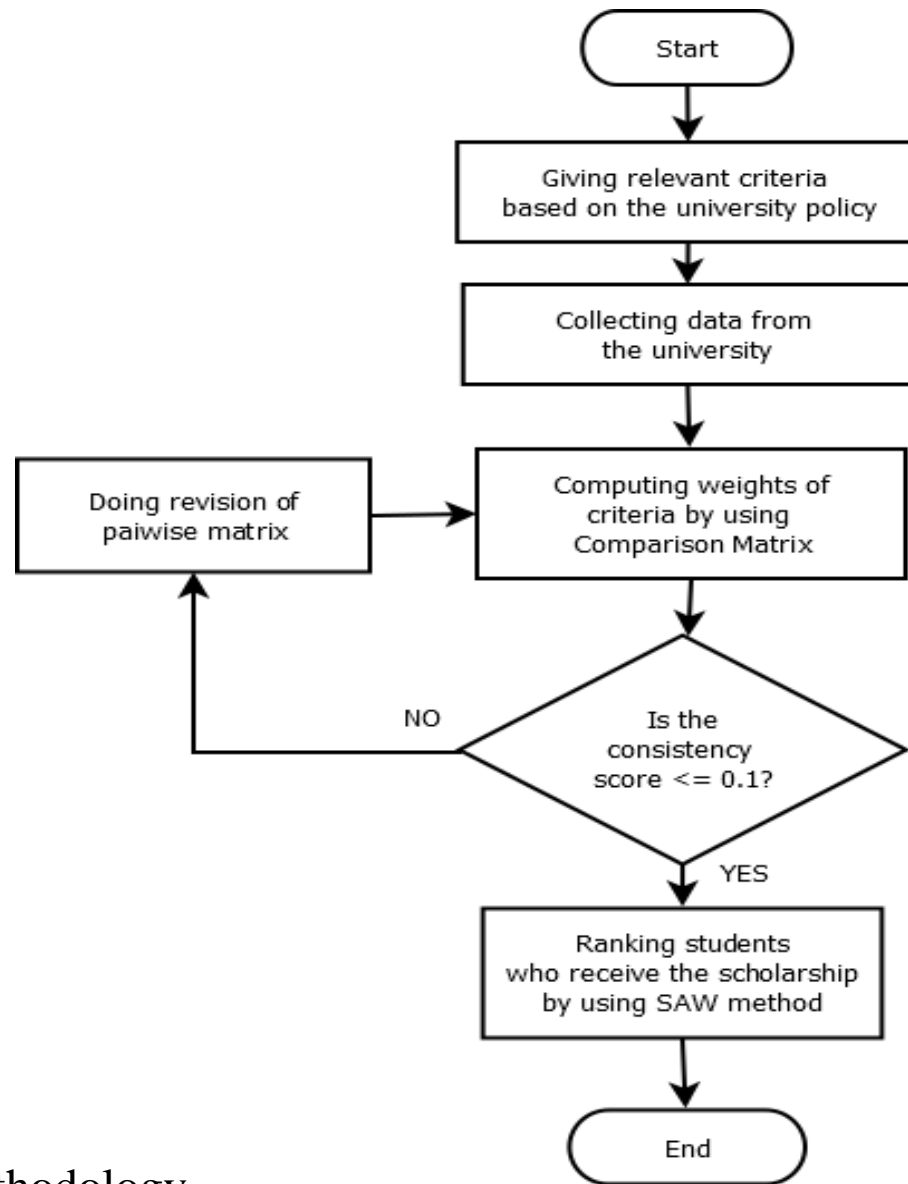 Start
Giving relevant criteria
based on the university policy
Collecting data from
the university
Doing revision of
paiwise matrix
Computing weights of
criteria by using
Comparison Matrix
NO
Is the
consistency
score <= 0.1?
YES
Ranking students
who receive the scholarship
by using SAW method
End